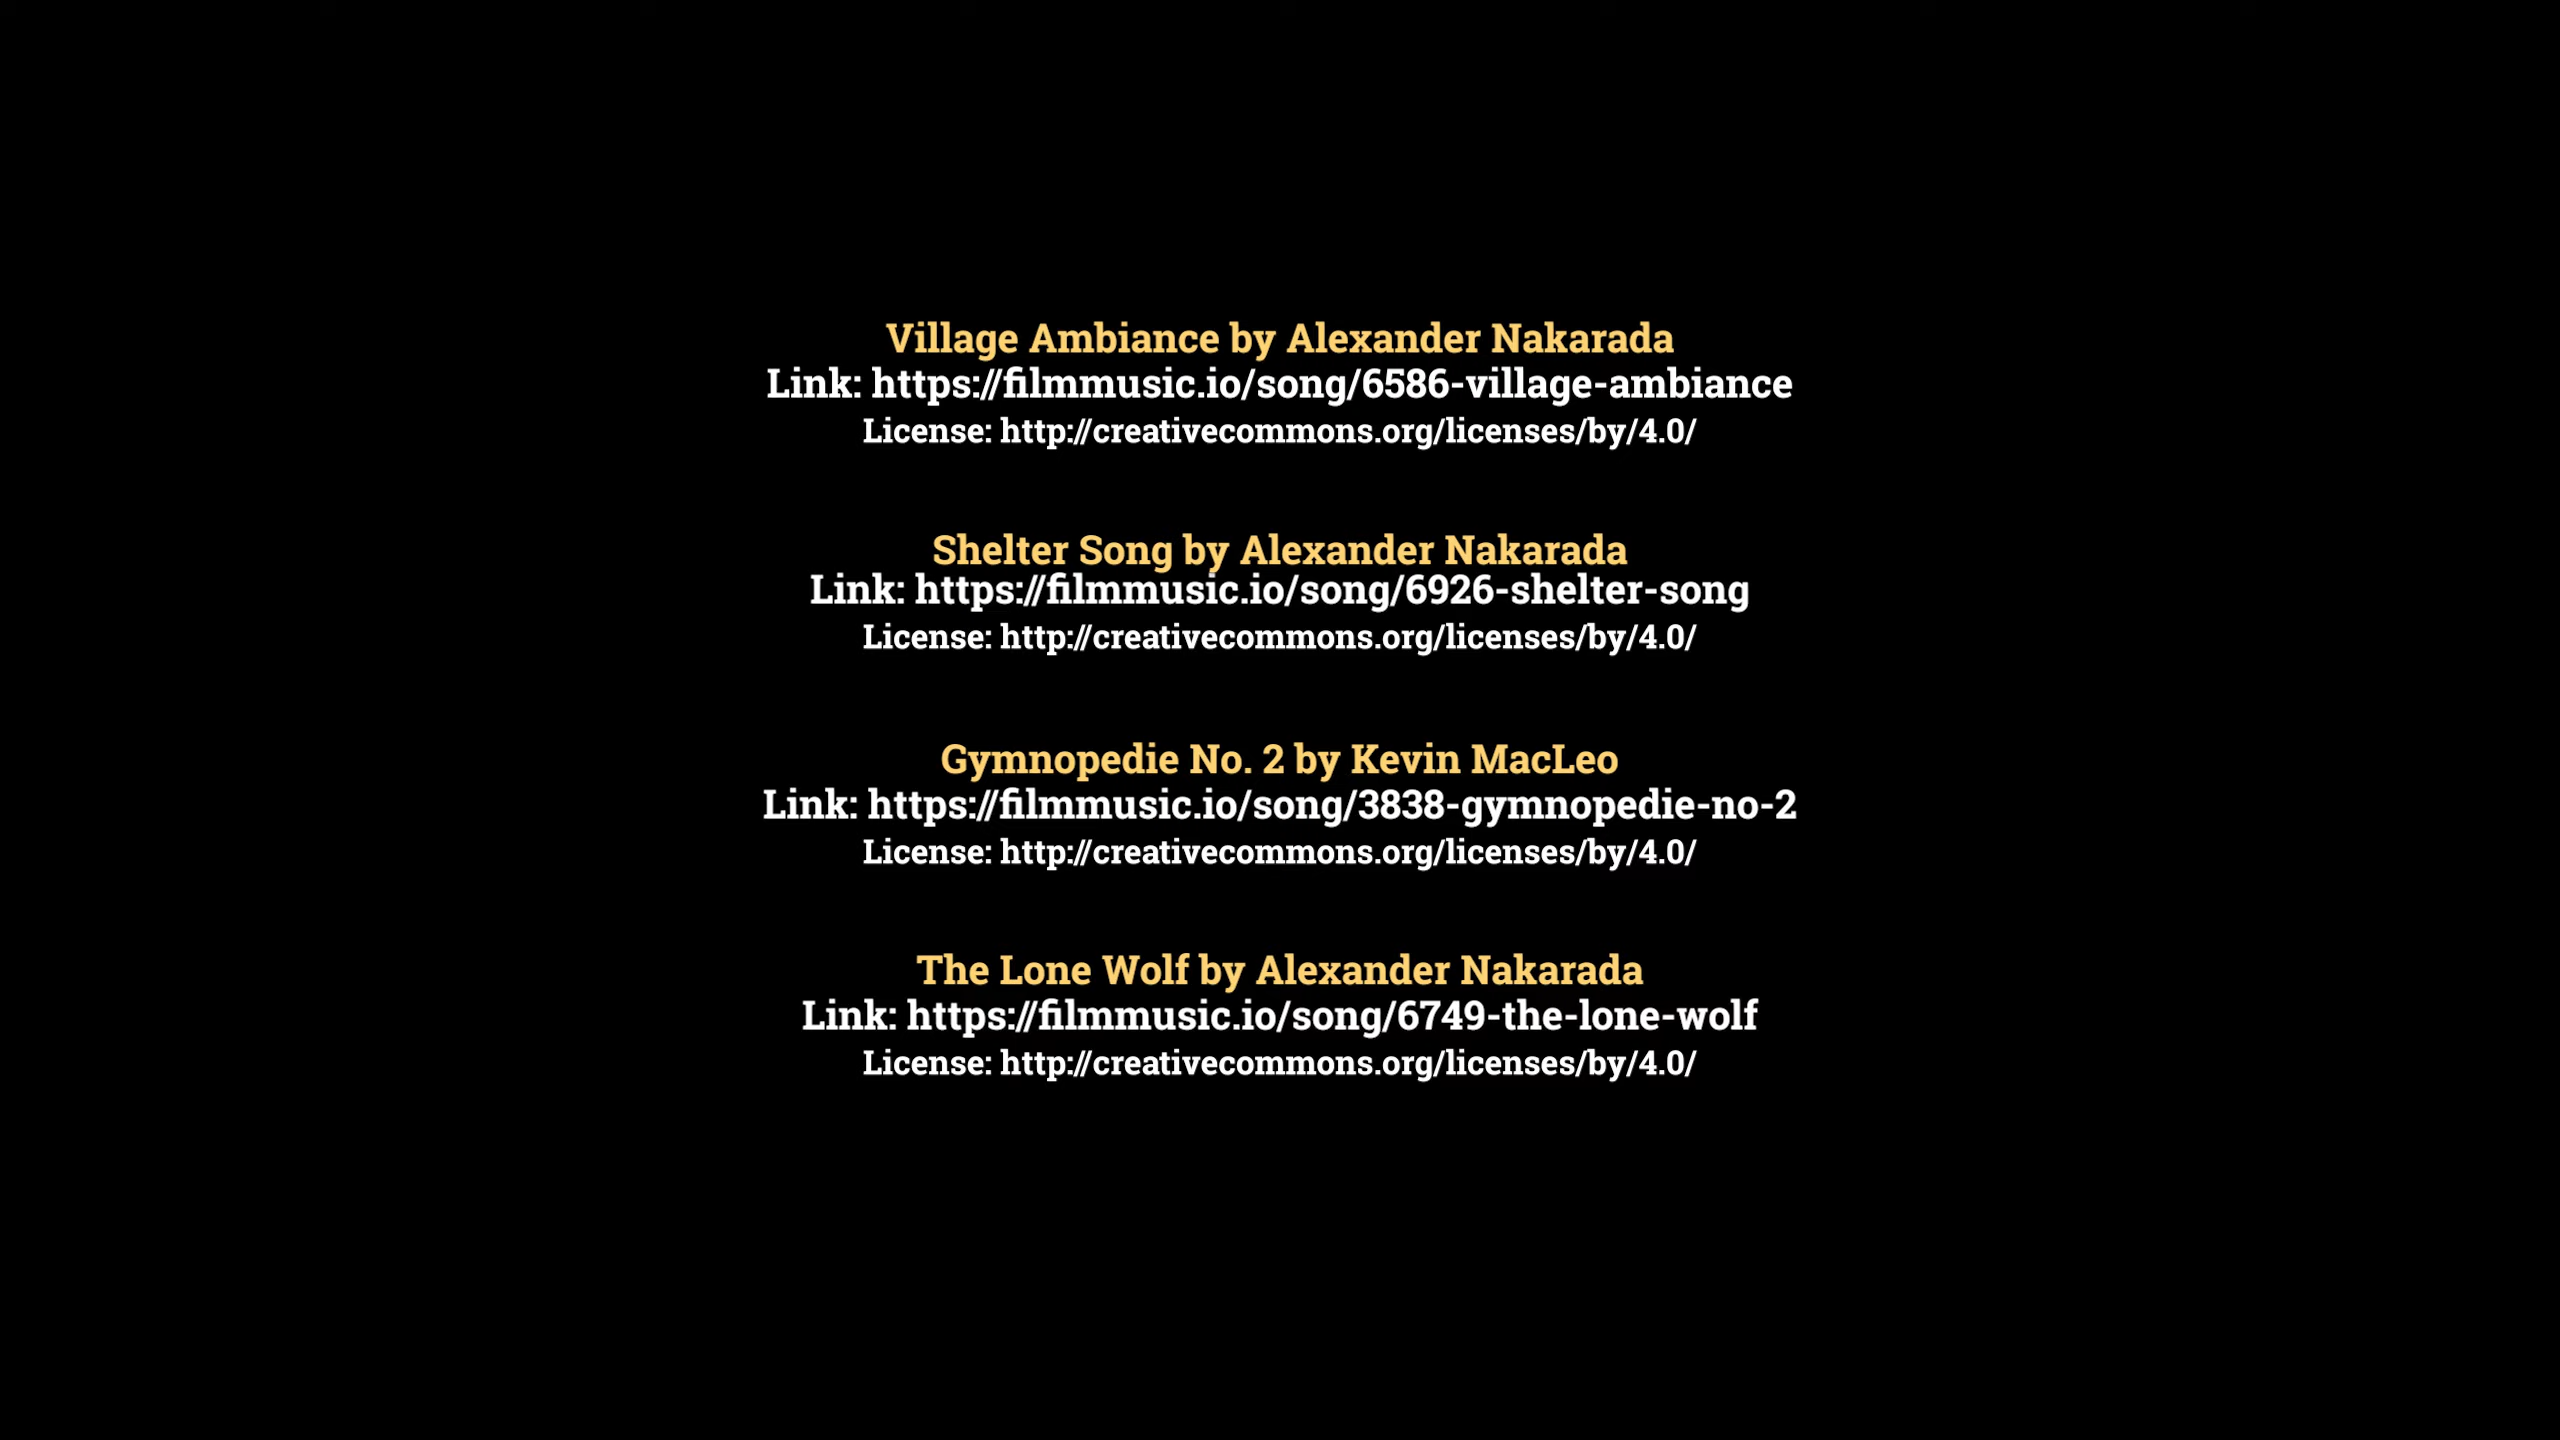 Village Ambiance by Alexander Nakarada
Link: https://filmmusic.io/song/6586-village-ambiance
License: http://creativecommons.org/licenses/by/4.0/
Shelter Song by Alexander Nakarada
Link: https://filmmusic.io/song/6926-shelter-song
License: http://creativecommons.org/licenses/by/4.0/
Gymnopedie No. 2 by Kevin MacLeo
Link: https://filmmusic.io/song/3838-gymnopedie-no-2
License: http://creativecommons.org/licenses/by/4.0/
The Lone Wolf by Alexander Nakarada
Link: https://filmmusic.io/song/6749-the-lone-wolf
License: http://creativecommons.org/licenses/by/4.0/